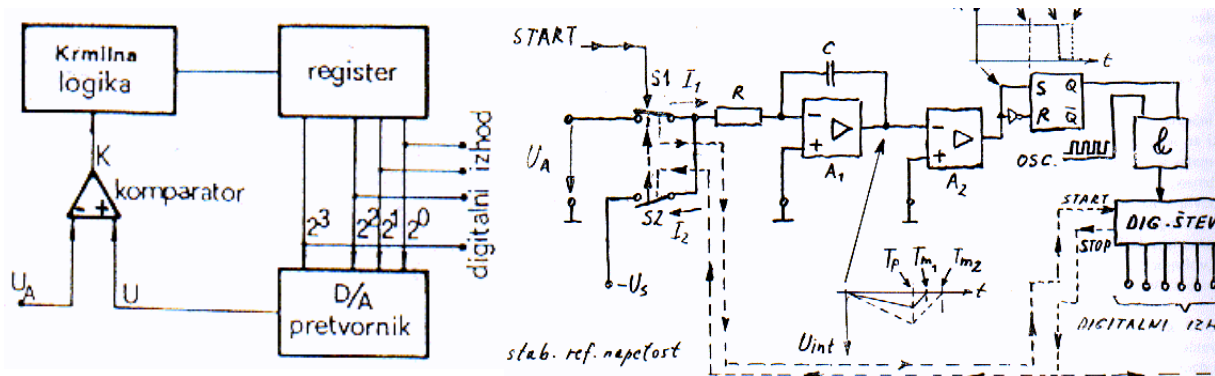 Krmilna
logika
register
K
komparator
- +
2³ 2² 2¹ 2⁰
digitalni izhod
U_A
U
D/A
pretvornik
START
S1 I₁
R
C
U_A
S2
I₂
-U_s
stab. ref. napetost
-
+
A₁
-
+
A₂
T_p T_m₁ T_m₂
t
U_int
t
S Q
R Q̅
OSC.
&
START
STOP
DIG. ŠTEV
DIGITALNI IZH